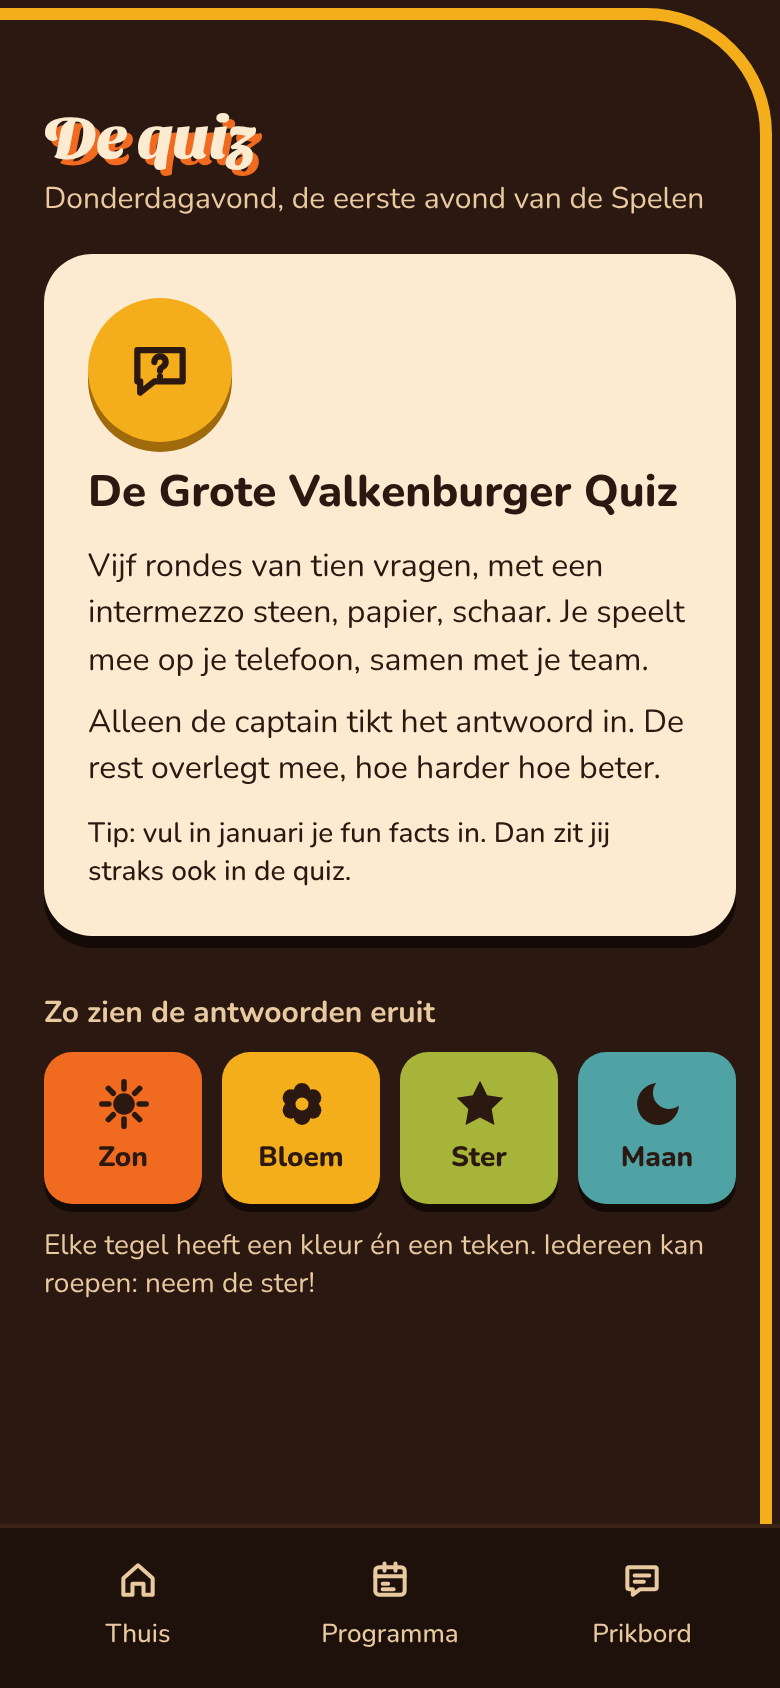 De quiz
Donderdagavond, de eerste avond van de Spelen
?
De Grote Valkenburger Quiz
Vijf rondes van tien vragen, met een
intermezzo steen, papier, schaar. Je speelt
mee op je telefoon, samen met je team.
Alleen de captain tikt het antwoord in. De
rest overlegt mee, hoe harder hoe beter.
Tip: vul in januari je fun facts in. Dan zit jij
straks ook in de quiz.
Zo zien de antwoorden eruit
Zon Bloem Ster Maan
Elke tegel heeft een kleur én een teken. Iedereen kan
roepen: neem de ster!
Thuis Programma Prikbord